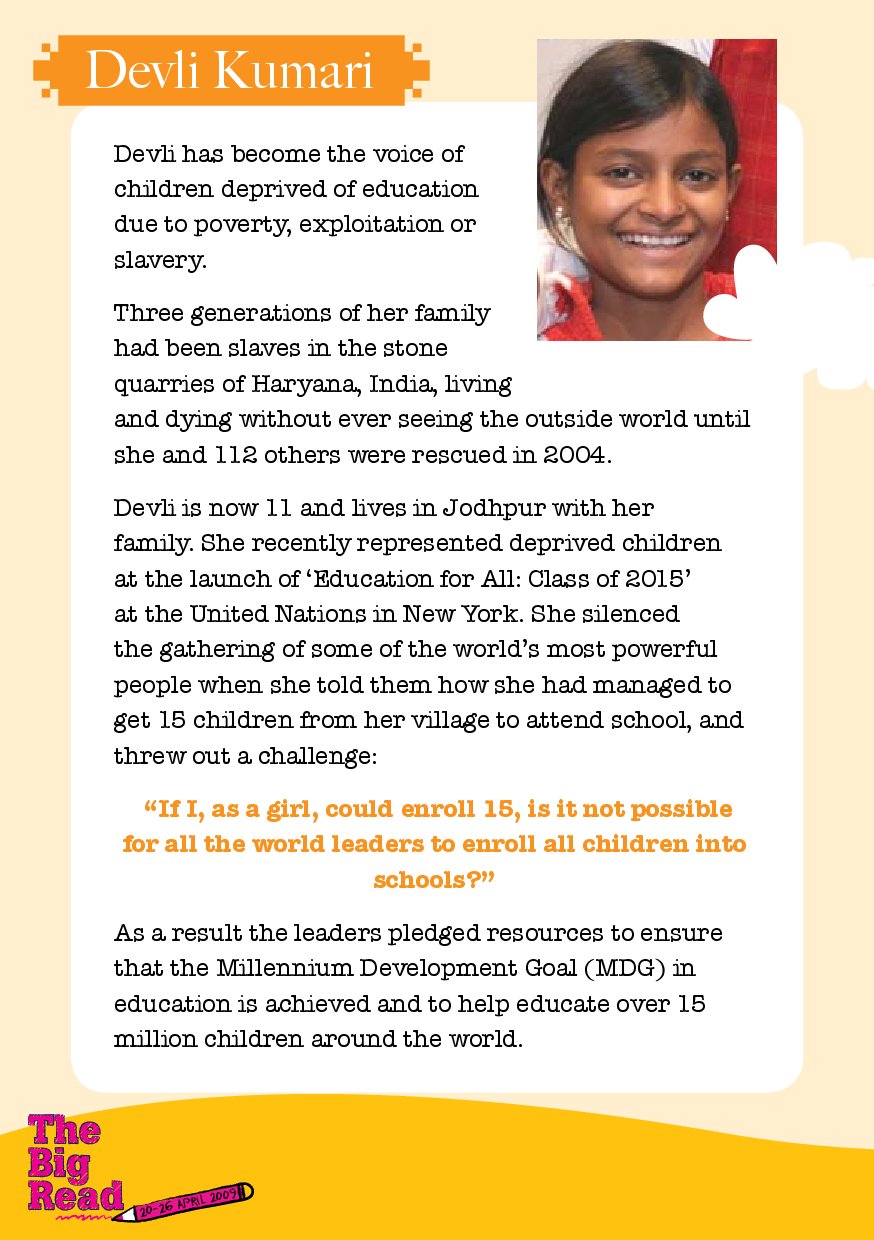 Devli Kumari
Devli has become the voice of
children deprived of education
due to poverty, exploitation or
slavery.
Three generations of her family
had been slaves in the stone
quarries of Haryana, India, living
and dying without ever seeing the outside world until
she and 112 others were rescued in 2004.
Devli is now 11 and lives in Jodhpur with her
family. She recently represented deprived children
at the launch of ‘Education for All: Class of 2015’
at the United Nations in New York. She silenced
the gathering of some of the world’s most powerful
people when she told them how she had managed to
get 15 children from her village to attend school, and
threw out a challenge:
“If I, as a girl, could enroll 15, is it not possible
for all the world leaders to enroll all children into
schools?”
As a result the leaders pledged resources to ensure
that the Millennium Development Goal (MDG) in
education is achieved and to help educate over 15
million children around the world.
The
Big
Read
20-26 APRIL 2009